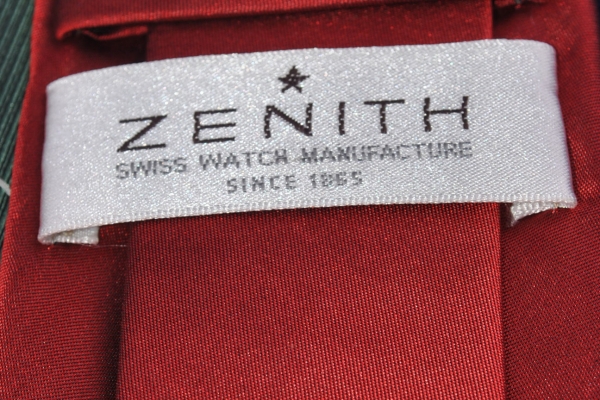 ZENITH
SWISS WATCH MANUFACTURE
SINCE 1865